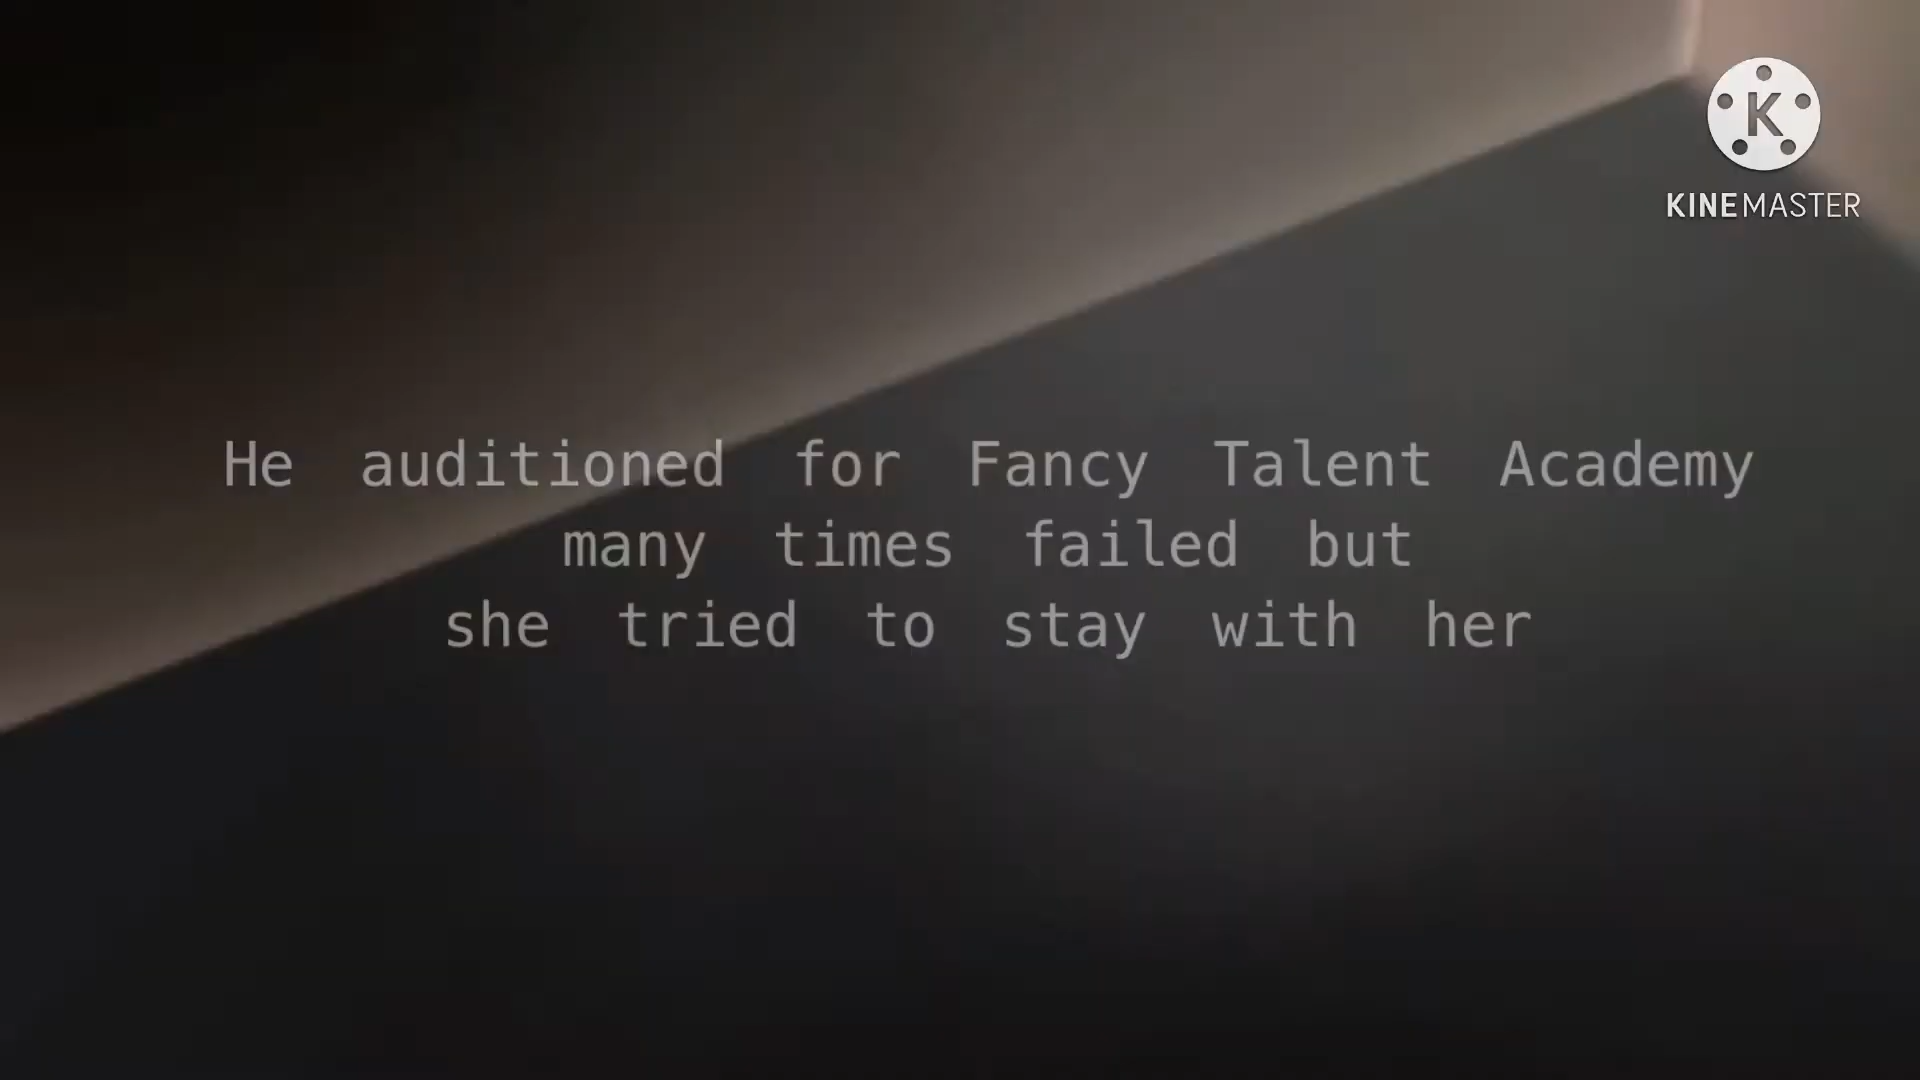 KINEMASTER
He auditioned for Fancy Talent Academy
many times failed but
she tried to stay with her